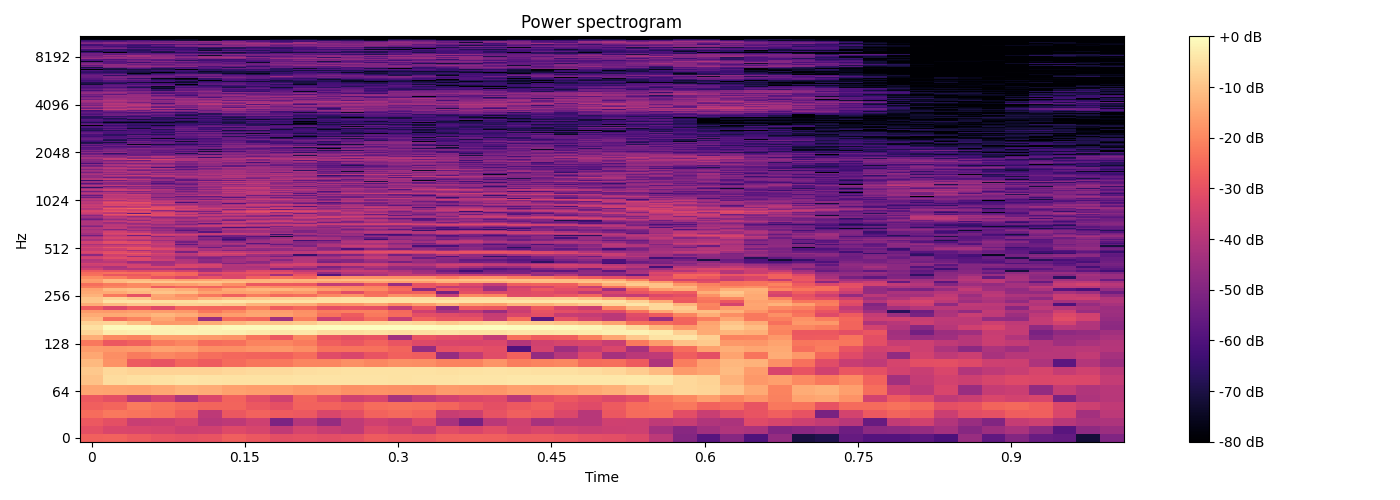 Power spectrogram
Hz
8192
4096
2048
1024
512
256
128
64
0
0 0.15 0.3 0.45 0.6 0.75 0.9
Time
+0 dB
-10 dB
-20 dB
-30 dB
-40 dB
-50 dB
-60 dB
-70 dB
-80 dB